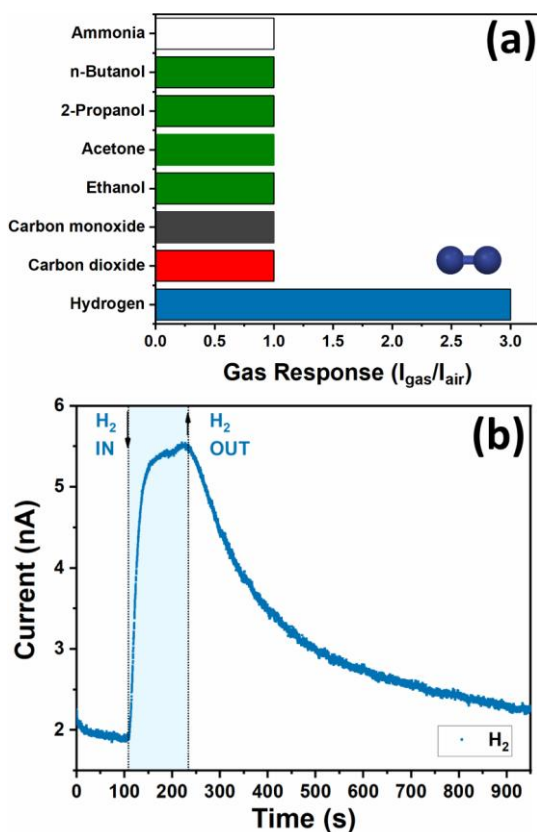 (a)
Ammonia
n-Butanol
2-Propanol
Acetone
Ethanol
Carbon monoxide
Carbon dioxide
Hydrogen
0.0 0.5 1.0 1.5 2.0 2.5 3.0
Gas Response (Igas/Iair)
(b)
H2 IN
H2 OUT
6
5
4
3
2
Current (nA)
H2
0 100 200 300 400 500 600 700 800 900
Time (s)